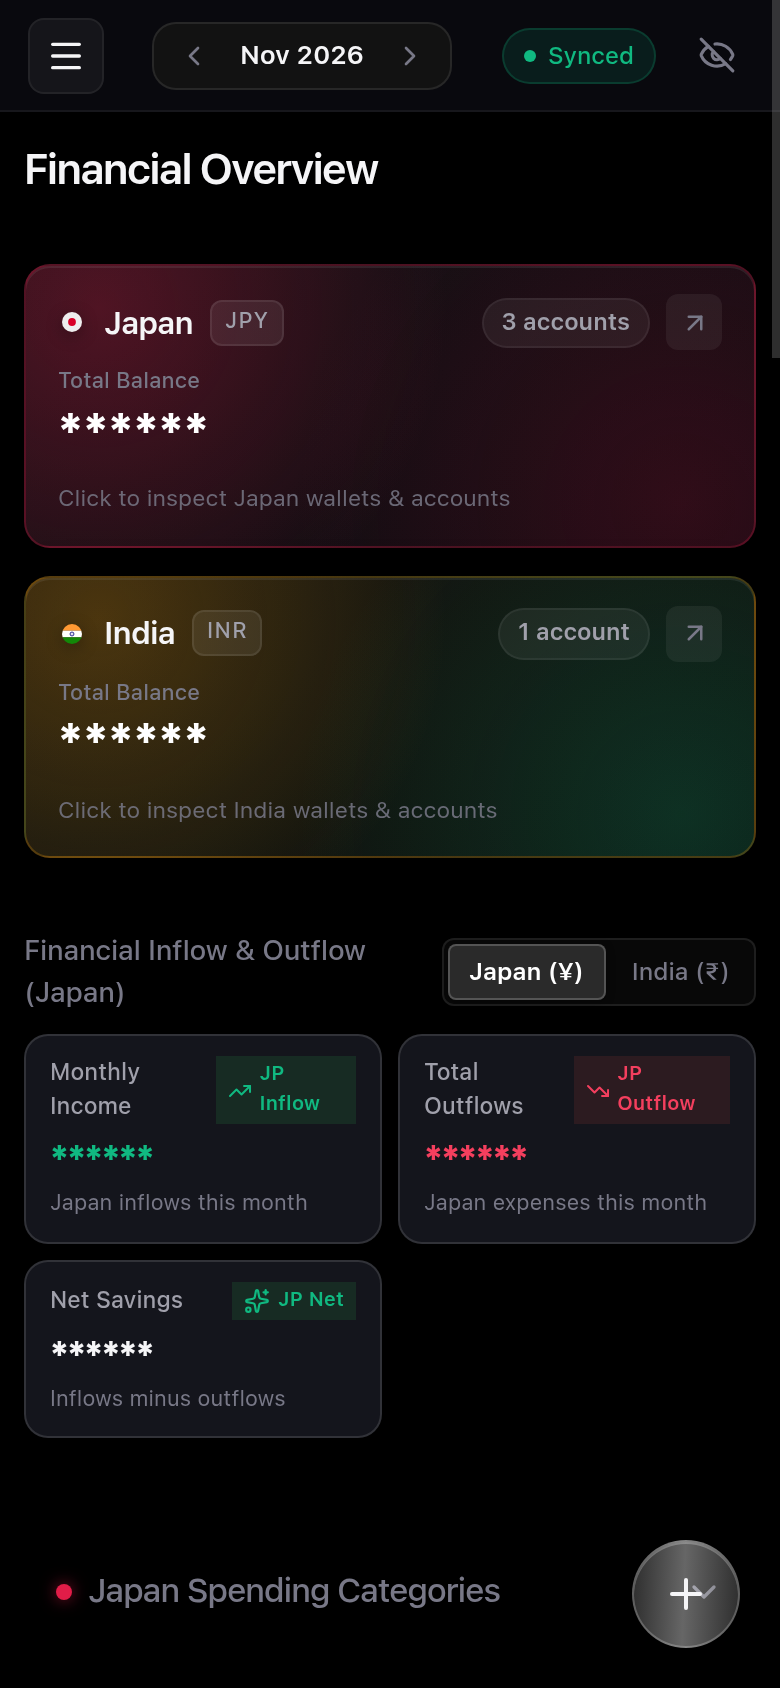 Nov 2026
Synced
Financial Overview
Japan JPY 3 accounts
Total Balance
******
Click to inspect Japan wallets & accounts
India INR 1 account
Total Balance
******
Click to inspect India wallets & accounts
Financial Inflow & Outflow
(Japan)
Japan (¥) India (₹)
Monthly
Income
JP
Inflow
******
Japan inflows this month
Total
Outflows
JP
Outflow
******
Japan expenses this month
Net Savings JP Net
******
Inflows minus outflows
Japan Spending Categories